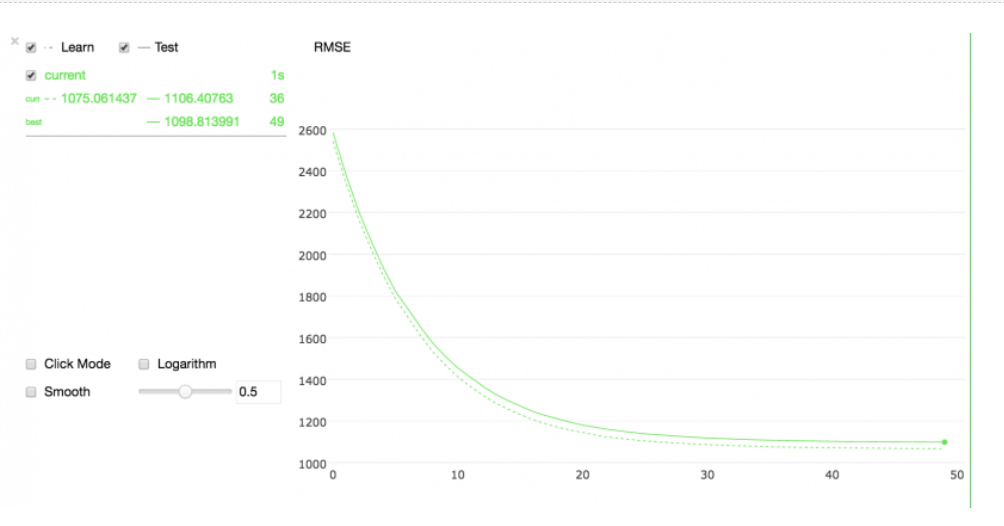 Learn Test RMSE
current 1s
curr 1075.061437 1106.40763 36
best 1098.813991 49
2600
2400
2200
2000
1800
1600
1400
1200
1000
0 10 20 30 40 50
Click Mode Logarithm
Smooth 0.5